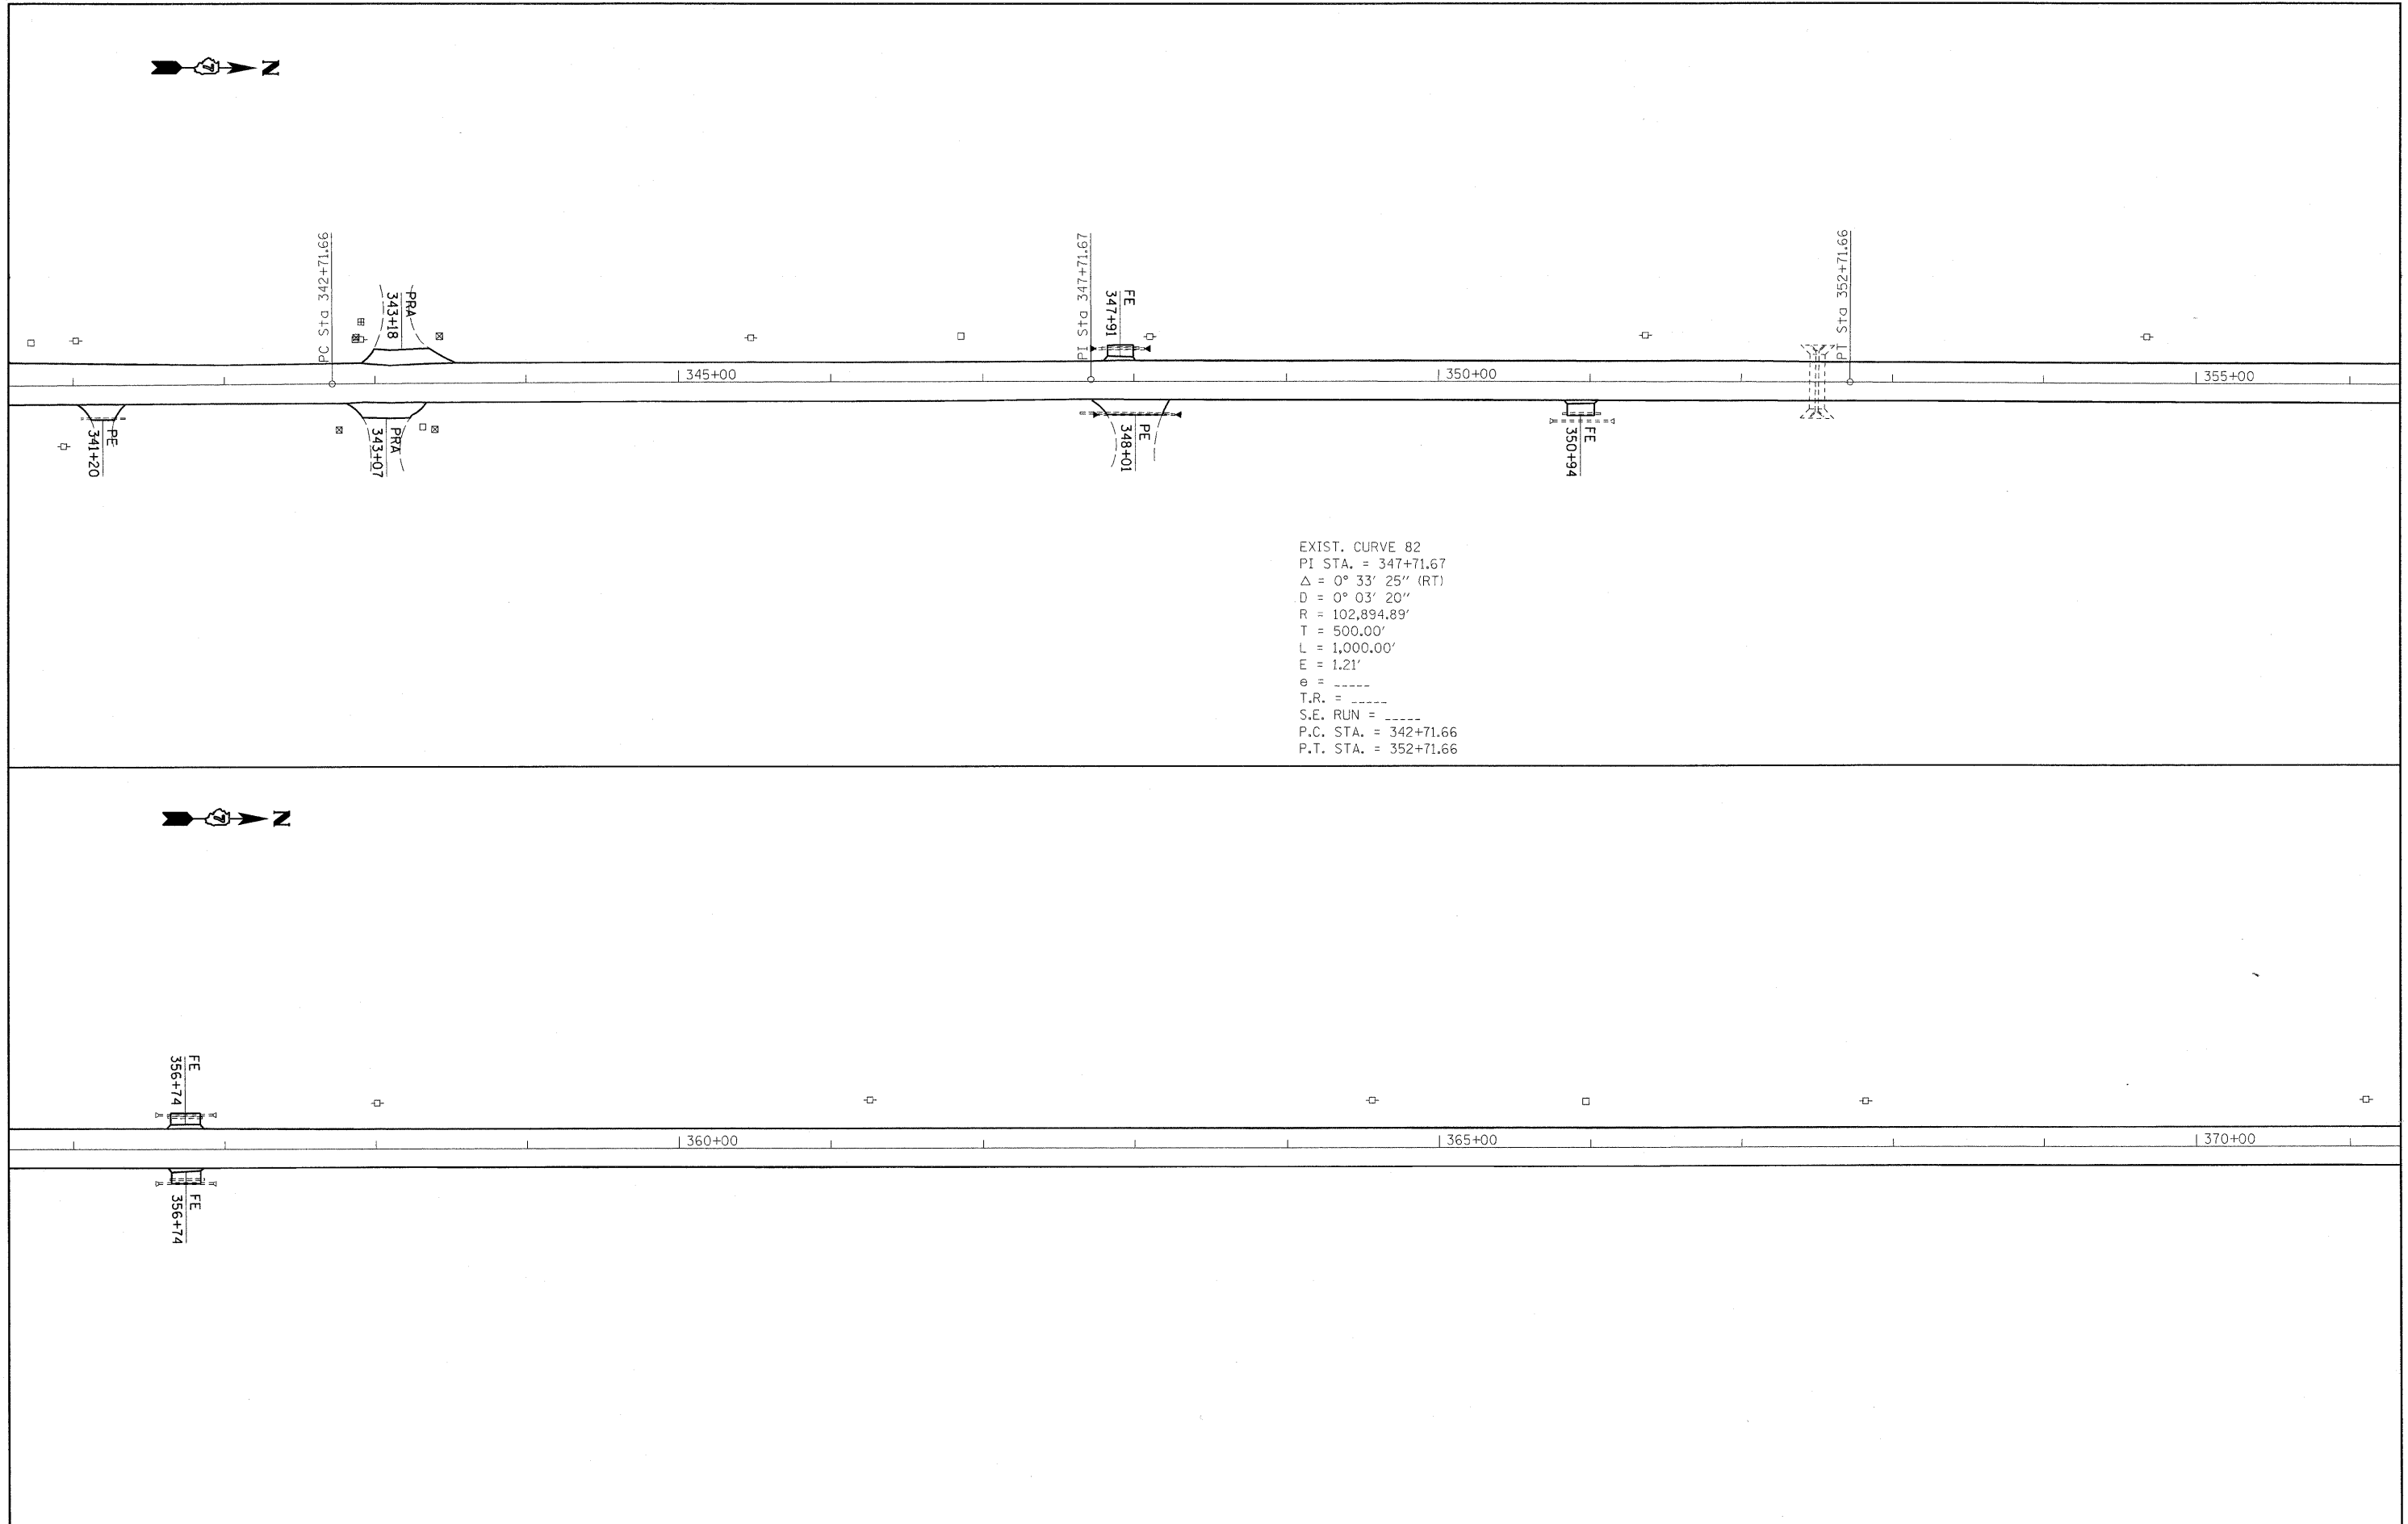 N
PC Sta 342+71.66
PRA
343+18
PI Sta 347+71.67
FE
347+91
PT Sta 352+71.66
345+00
350+00
355+00
PE
341+20
PRA
343+07
PE
348+01
FE
350+94
EXIST. CURVE 82
PI STA. = 347+71.67
Δ = 0° 33' 25" (RT)
D = 0° 03' 20"
R = 102,894.89'
T = 500.00'
L = 1,000.00'
E = 1.21'
e = _____
T.R. = _____
S.E. RUN = _____
P.C. STA. = 342+71.66
P.T. STA. = 352+71.66
N
FE
356+74
360+00
365+00
370+00
FE
356+74